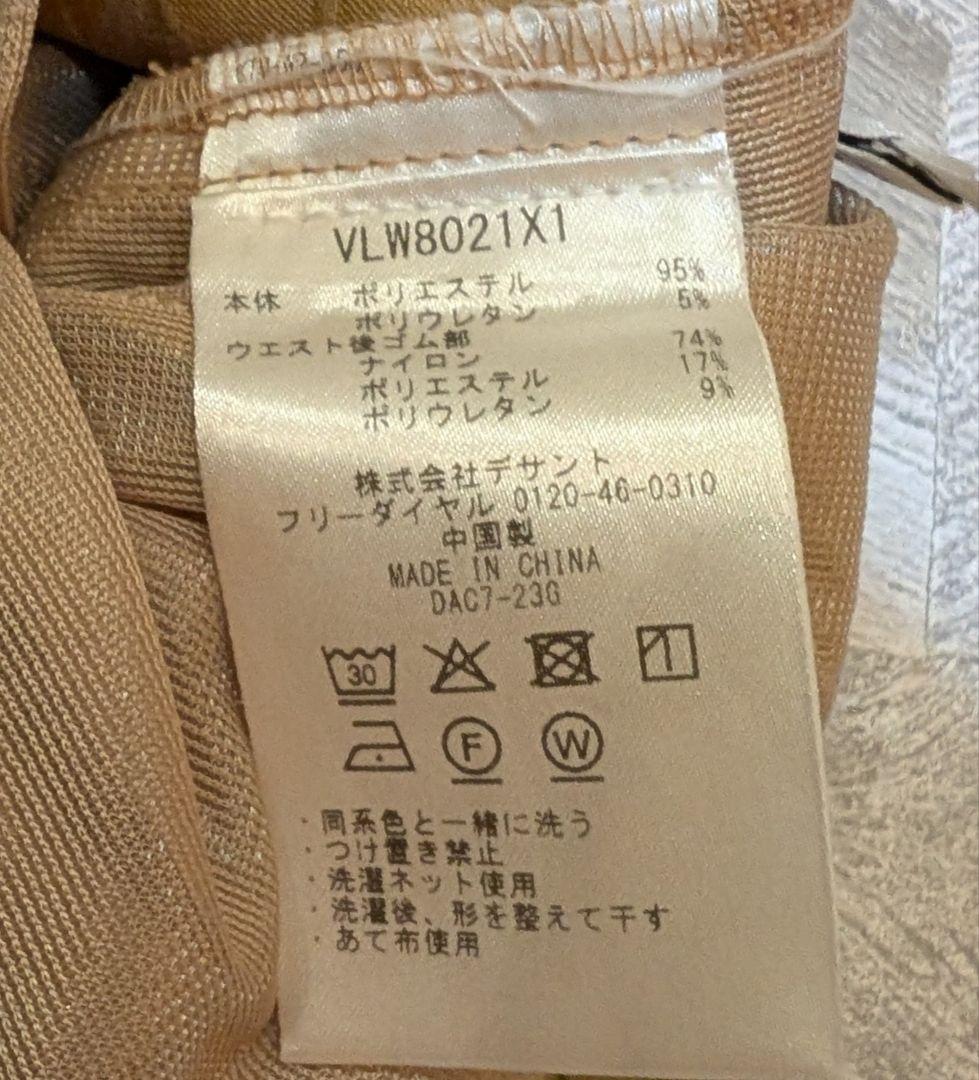 VLW8021X1
本体 ポリエステル 95%
ポリウレタン 5%
ウエスト後ゴム部
ナイロン 74%
ポリエステル 17%
ポリウレタン 9%
株式会社デサント
フリーダイヤル 0120-46-0310
中国製
MADE IN CHINA
DAC7-23G
30
F W
・同系色と一緒に洗う
・つけ置き禁止
・洗濯ネット使用
・洗濯後、形を整えて干す
・あて布使用